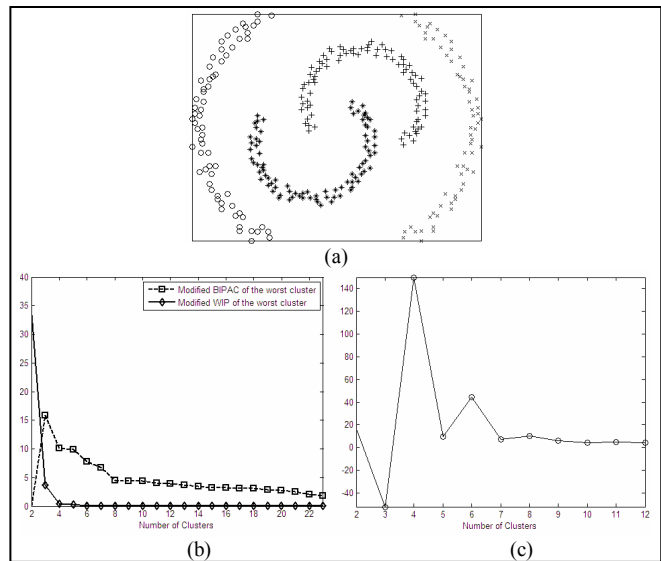 (a)
40
35
30
25
20
15
10
5
0
Modified BIPAC of the worst cluster
Modified WIP of the worst cluster
2 4 6 8 10 12 14 16 18 20 22
Number of Clusters
(b)
140
120
100
80
60
40
20
0
-20
-40
2 3 4 5 6 7 8 9 10 11 12
Number of Clusters
(c)